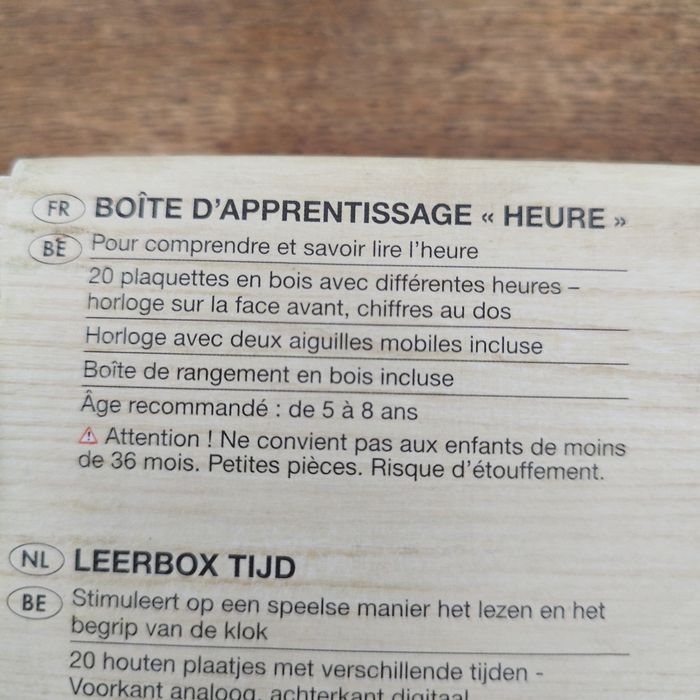 FR BOÎTE D'APPRENTISSAGE « HEURE »
BE Pour comprendre et savoir lire l'heure
20 plaquettes en bois avec différentes heures –
horloge sur la face avant, chiffres au dos
Horloge avec deux aiguilles mobiles incluse
Boîte de rangement en bois incluse
Âge recommandé : de 5 à 8 ans
⚠ Attention ! Ne convient pas aux enfants de moins
de 36 mois. Petites pièces. Risque d'étouffement.
NL LEERBOX TIJD
BE Stimuleert op een speelse manier het lezen en het
begrip van de klok
20 houten plaatjes met verschillende tijden -
Voorkant analoog, achterkant digitaal